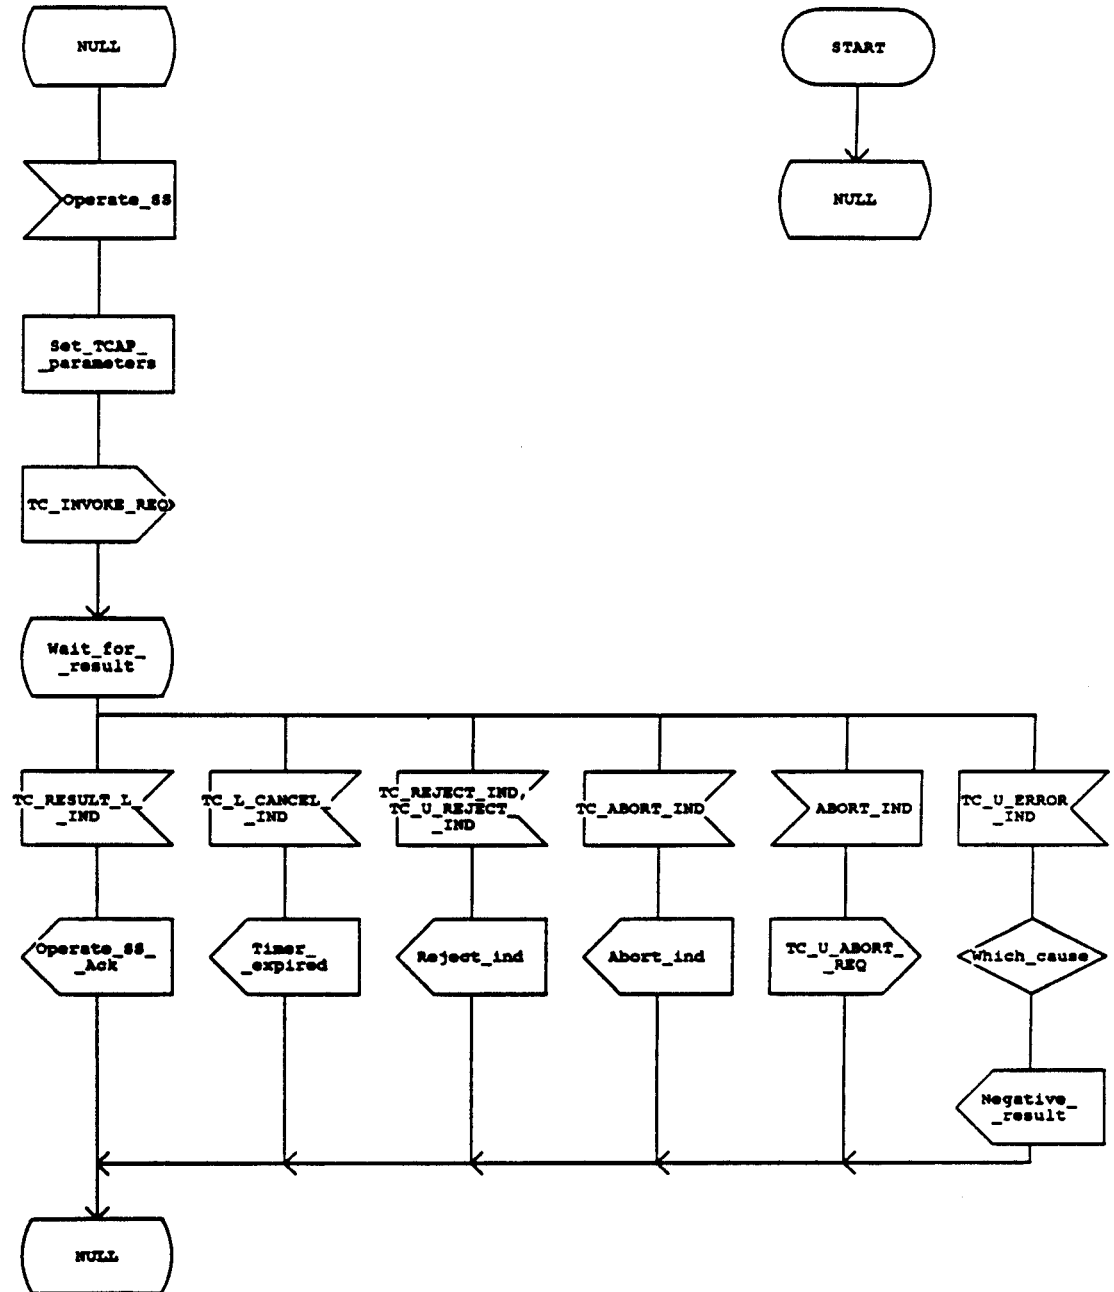 NULL
START
NULL
Operate_SS
Set_TCAP_
_parameters
TC_INVOKE_REQ
Wait_for_
_result
TC_RESULT_L_
_IND
TC_L_CANCEL_
_IND
TC_REJECT_IND,
TC_U_REJECT_
_IND
TC_ABORT_IND
ABORT_IND
TC_U_ERROR_
_IND
Operate_SS_
_Ack
Timer_
_expired
Reject_ind
Abort_ind
TC_U_ABORT_
_REQ
Which_cause
Negative_
_result
NULL